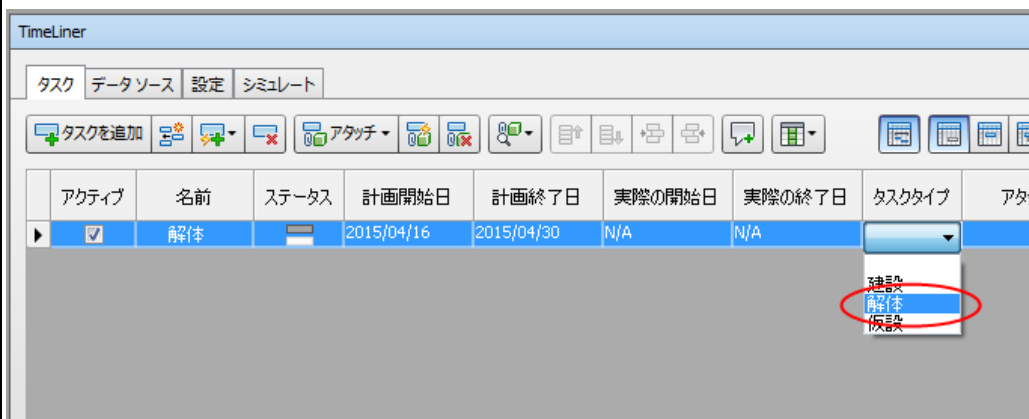 TimeLiner
タスク データ ソース 設定 シミュレート
タスクを追加 アタッチ
アクティブ 名前 ステータス 計画開始日 計画終了日 実際の開始日 実際の終了日 タスクタイプ アタ
解体 2015/04/16 2015/04/30 N/A N/A
建設
解体
仮設